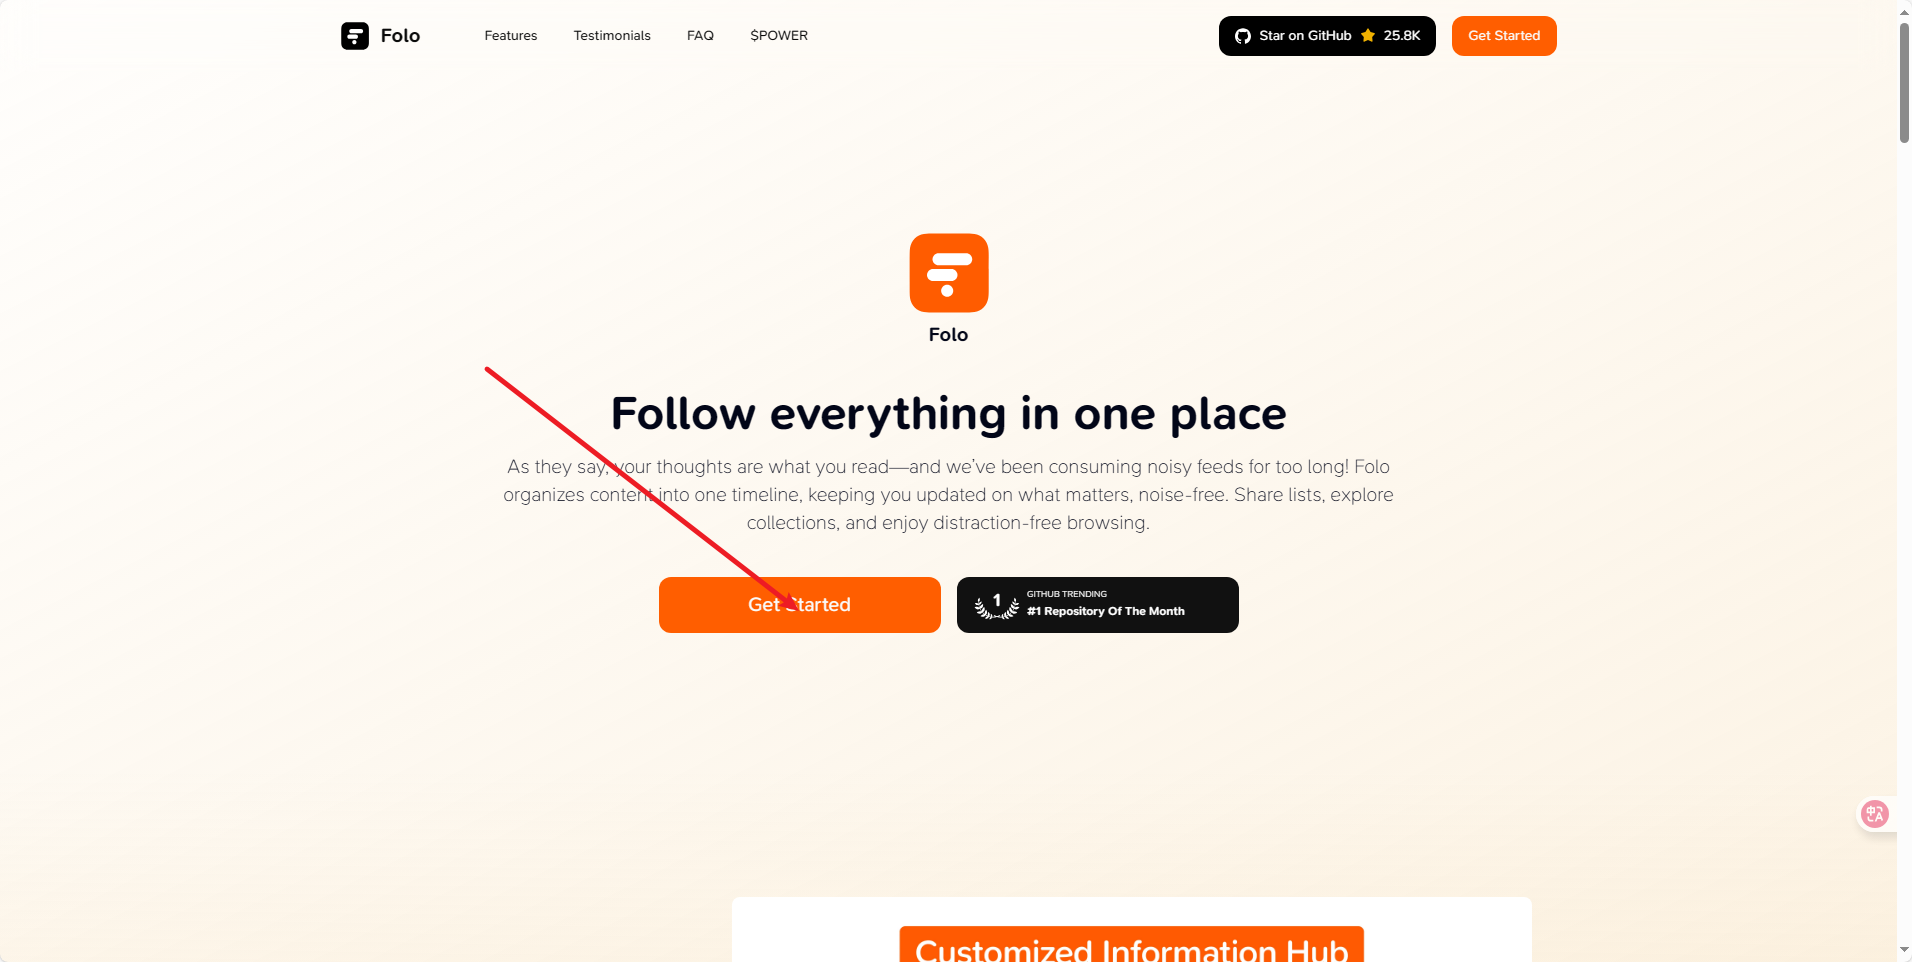 Folo
Features
Testimonials
FAQ
$POWER
Star on GitHub 25.8K
Get Started
Folo
Follow everything in one place
As they say, your thoughts are what you read—and we've been consuming noisy feeds for too long! Folo
organizes content into one timeline, keeping you updated on what matters, noise-free. Share lists, explore
collections, and enjoy distraction-free browsing.
Get Started
1
GITHUB TRENDING
#1 Repository Of The Month
中A
Customized Information Hub